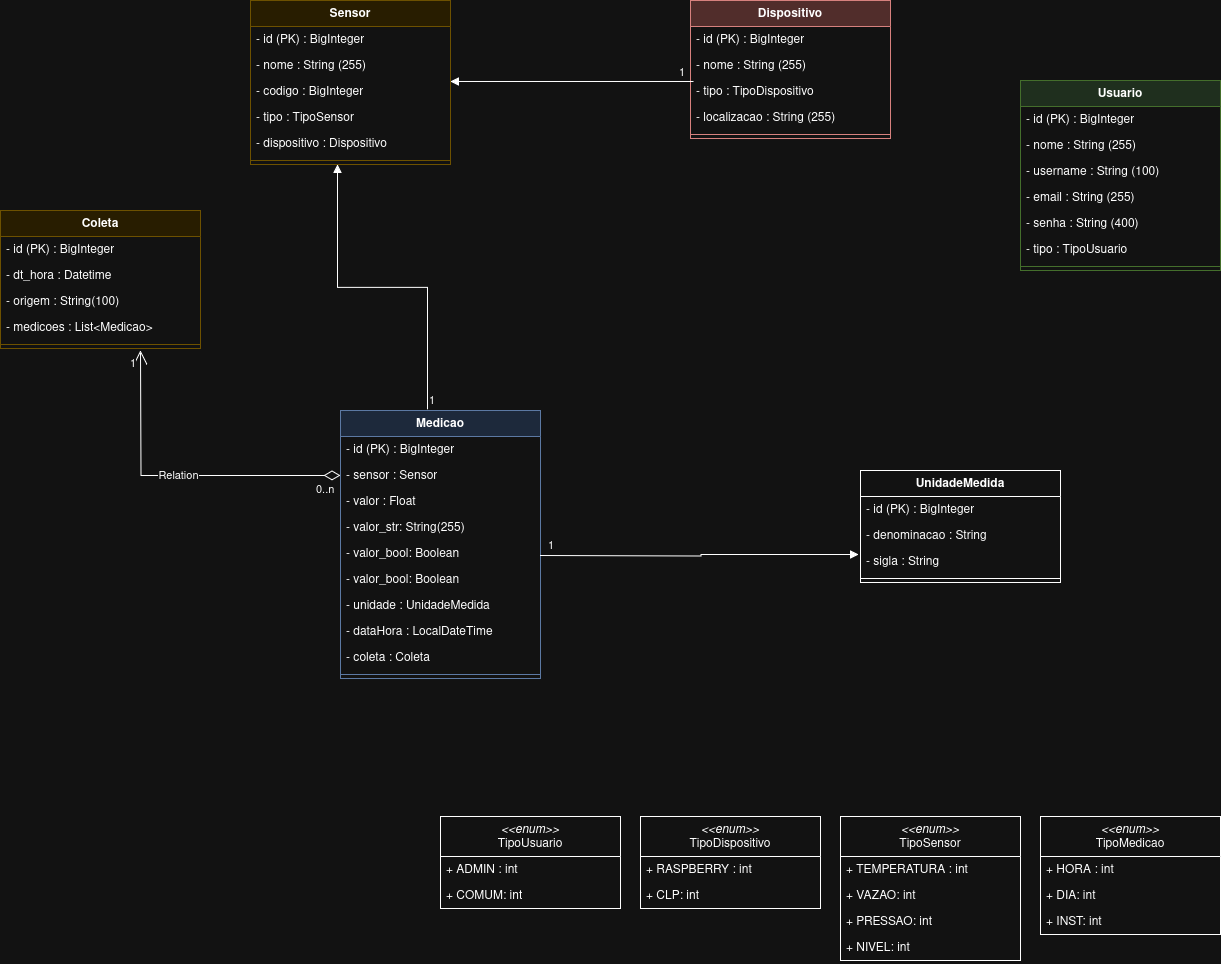 Sensor
- id (PK) : BigInteger
- nome : String (255)
- codigo : BigInteger
- tipo : TipoSensor
- dispositivo : Dispositivo
Dispositivo
- id (PK) : BigInteger
- nome : String (255)
- tipo : TipoDispositivo
- localizacao : String (255)
1
Usuario
- id (PK) : BigInteger
- nome : String (255)
- username : String (100)
- email : String (255)
- senha : String (400)
- tipo : TipoUsuario
Coleta
- id (PK) : BigInteger
- dt_hora : Datetime
- origem : String(100)
- medicoes : List<Medicao>
1
Relation
0..n
1
Medicao
- id (PK) : BigInteger
- sensor : Sensor
- valor : Float
- valor_str: String(255)
- valor_bool: Boolean
- valor_bool: Boolean
- unidade : UnidadeMedida
- dataHora : LocalDateTime
- coleta : Coleta
1
UnidadeMedida
- id (PK) : BigInteger
- denominacao : String
- sigla : String
<<enum>>
TipoUsuario
+ ADMIN : int
+ COMUM: int
<<enum>>
TipoDispositivo
+ RASPBERRY : int
+ CLP: int
<<enum>>
TipoSensor
+ TEMPERATURA : int
+ VAZAO: int
+ PRESSAO: int
+ NIVEL: int
<<enum>>
TipoMedicao
+ HORA : int
+ DIA: int
+ INST: int